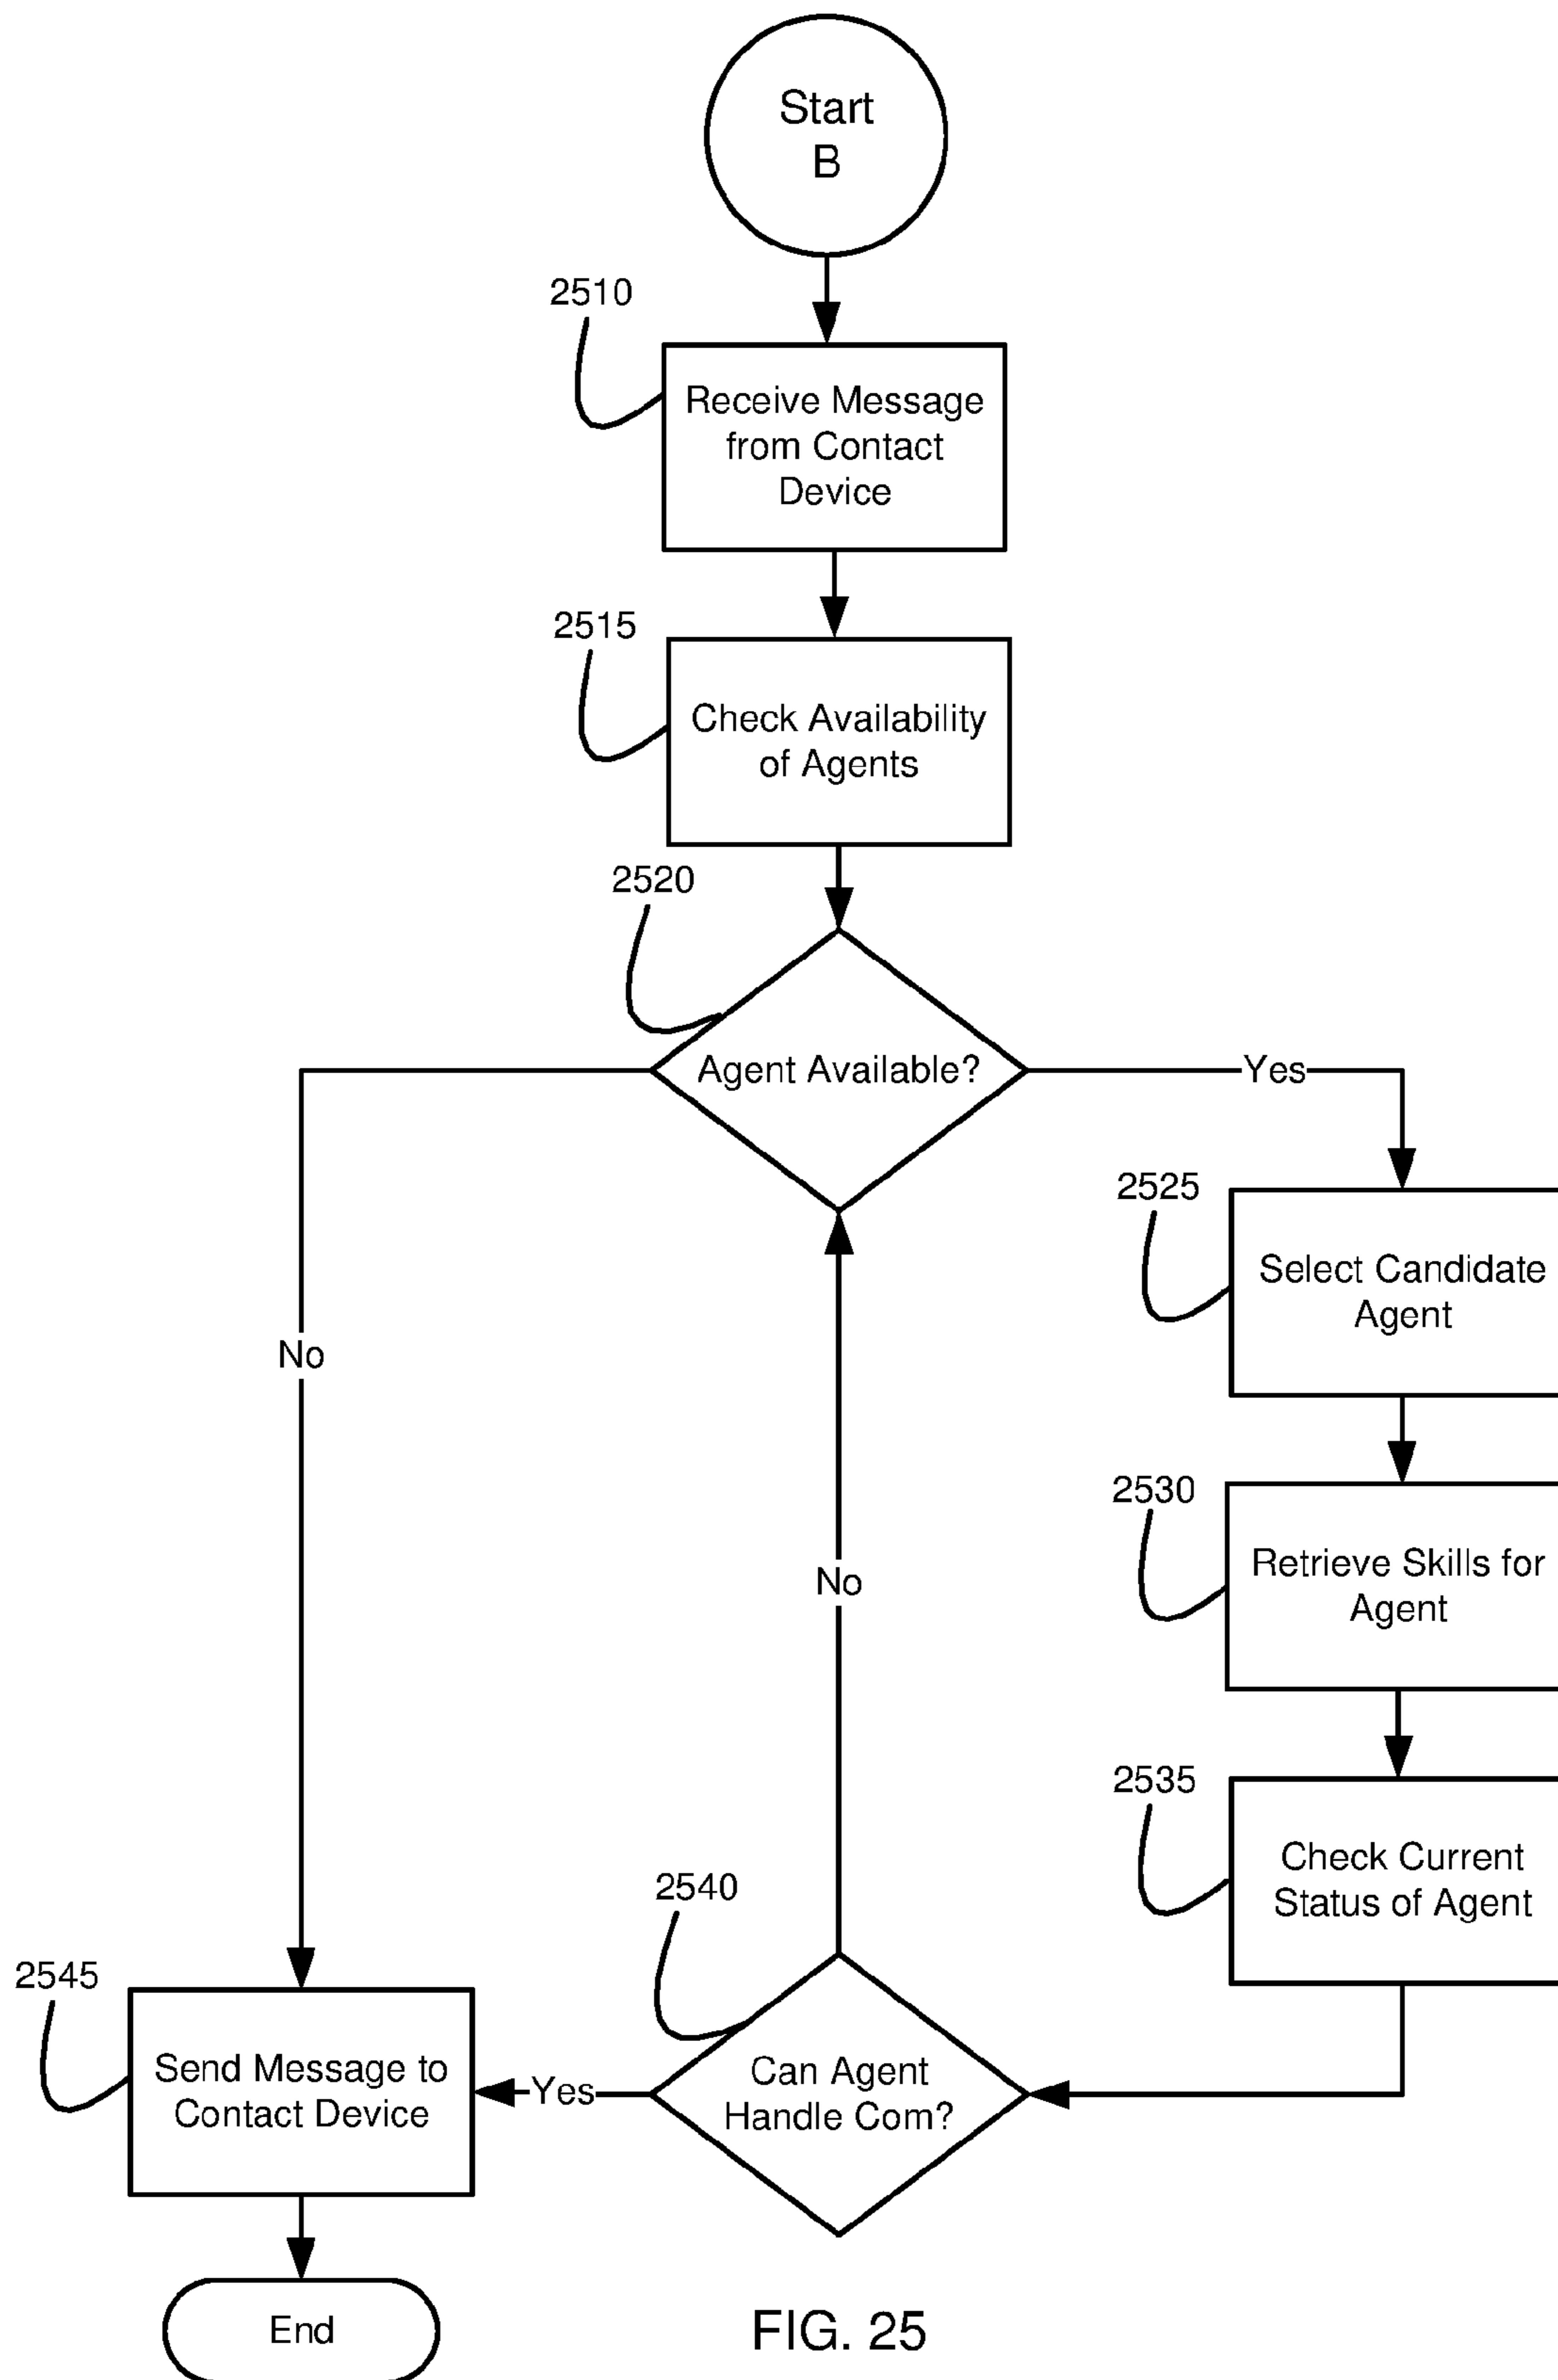 Start
B
2510
Receive Message
from Contact
Device
2515
Check Availability
of Agents
2520
Agent Available?
Yes
2525
Select Candidate
Agent
No
2530
Retrieve Skills for
Agent
No
2535
Check Current
Status of Agent
2540
Can Agent
Handle Com?
Yes
2545
Send Message to
Contact Device
End
FIG. 25